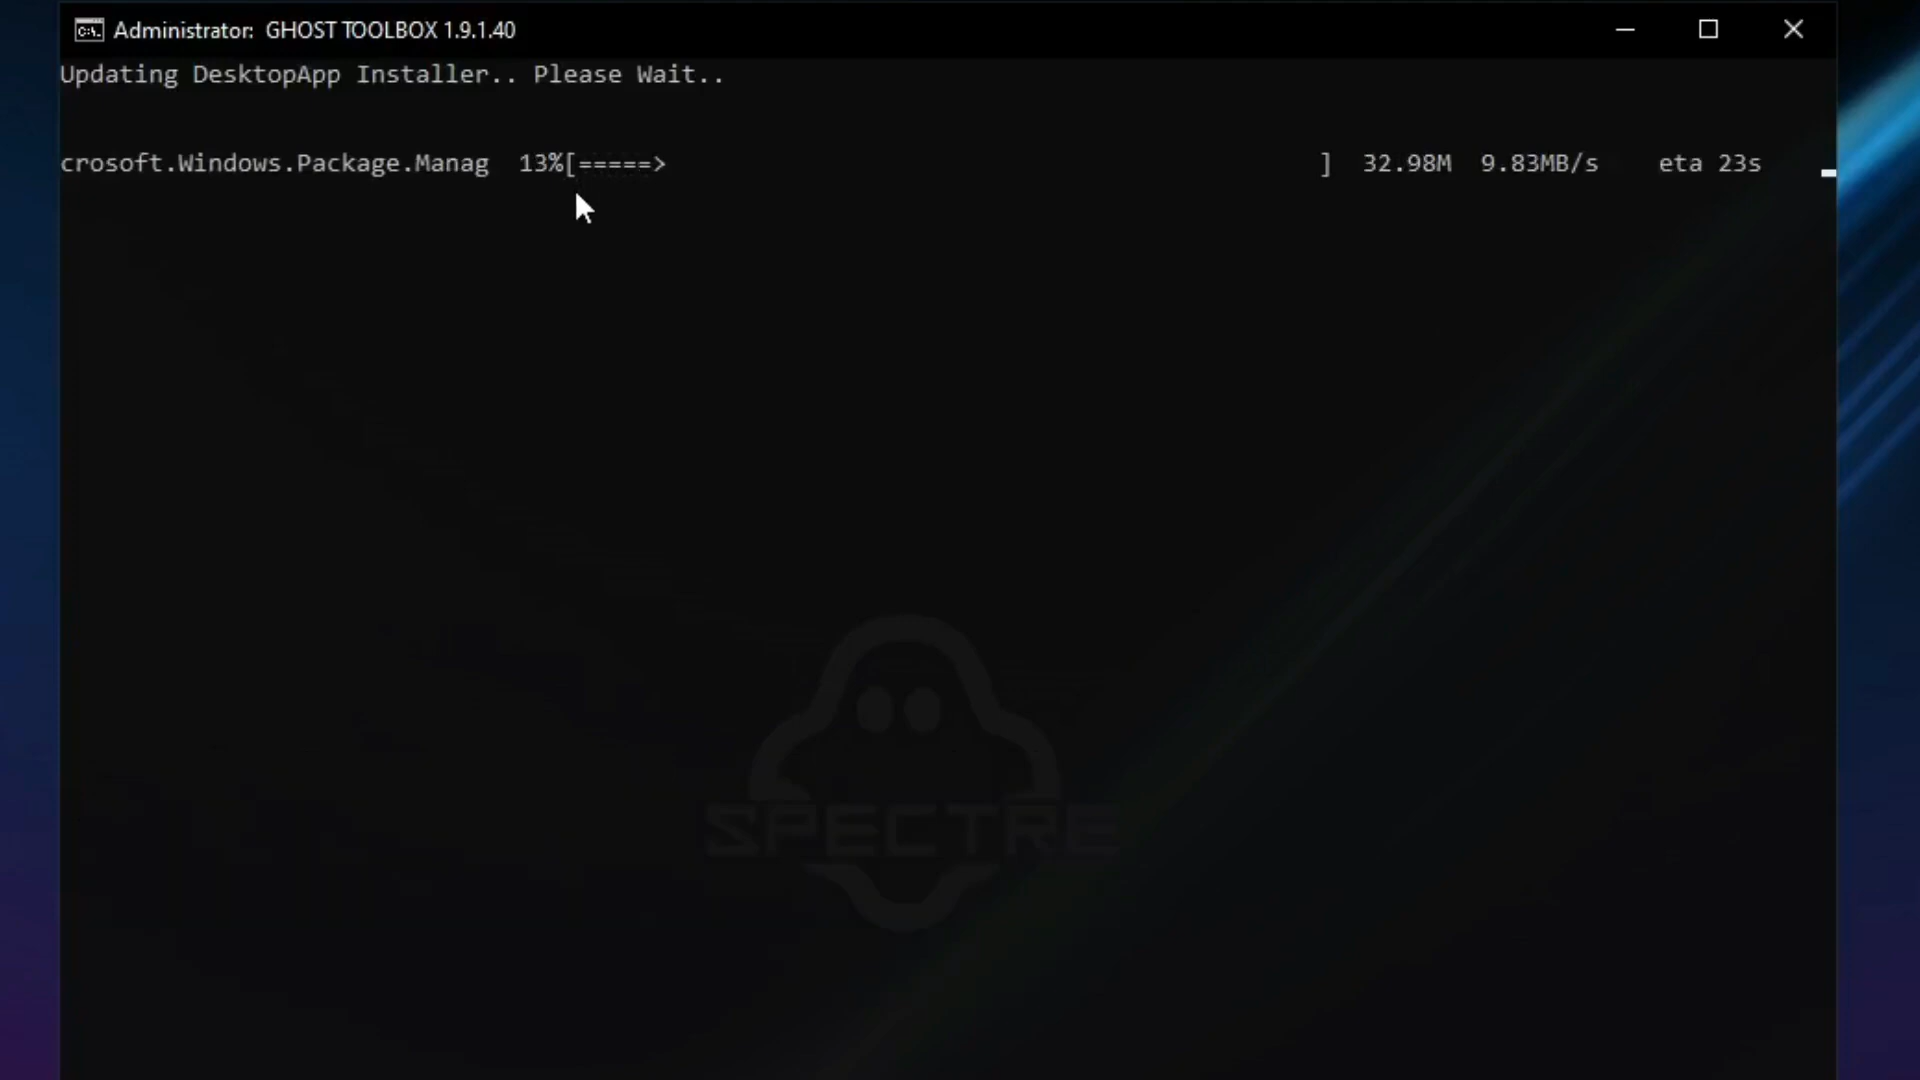 Administrator: GHOST TOOLBOX 1.9.1.40
Updating DesktopApp Installer.. Please Wait..
crosoft.Windows.Package.Manag 13%[=====> ] 32.98M 9.83MB/s eta 23s
SPECTRE